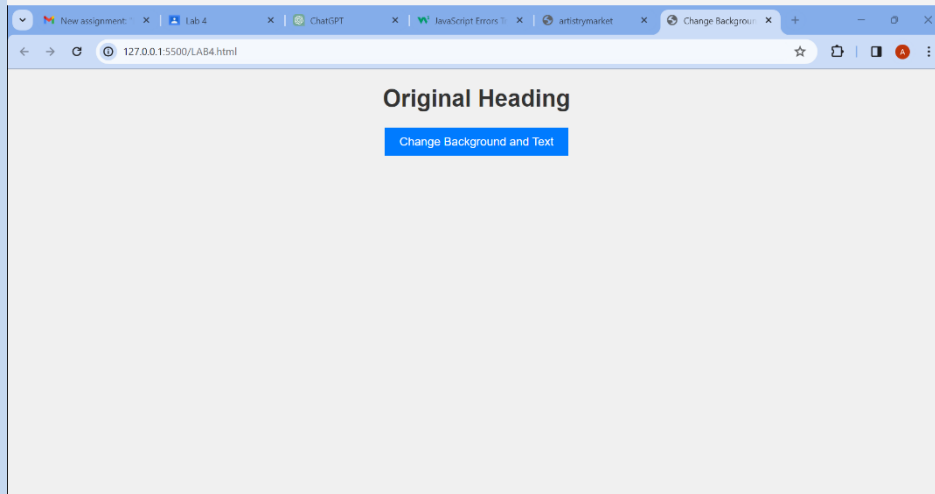 New assignment: "
Lab 4
ChatGPT
JavaScript Errors T
artistrymarket
Change Backgroun
127.0.0.1:5500/LAB4.html
A
Original Heading
Change Background and Text